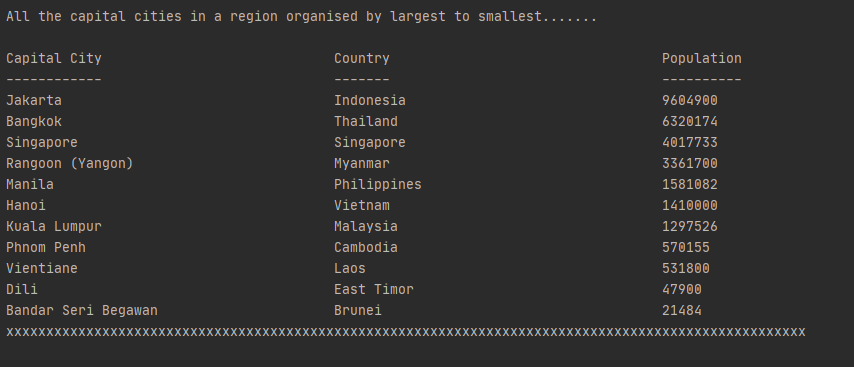 All the capital cities in a region organised by largest to smallest.......
Capital City Country Population
------------ ------- ----------
Jakarta Indonesia 9604900
Bangkok Thailand 6320174
Singapore Singapore 4017733
Rangoon (Yangon) Myanmar 3361700
Manila Philippines 1581082
Hanoi Vietnam 1410000
Kuala Lumpur Malaysia 1297526
Phnom Penh Cambodia 570155
Vientiane Laos 531800
Dili East Timor 47900
Bandar Seri Begawan Brunei 21484
xxxxxxxxxxxxxxxxxxxxxxxxxxxxxxxxxxxxxxxxxxxxxxxxxxxxxxxxxxxxxxxxxxxxxxxxxxxxxxxxxxxxxxxxxxxxxxxxxxxx